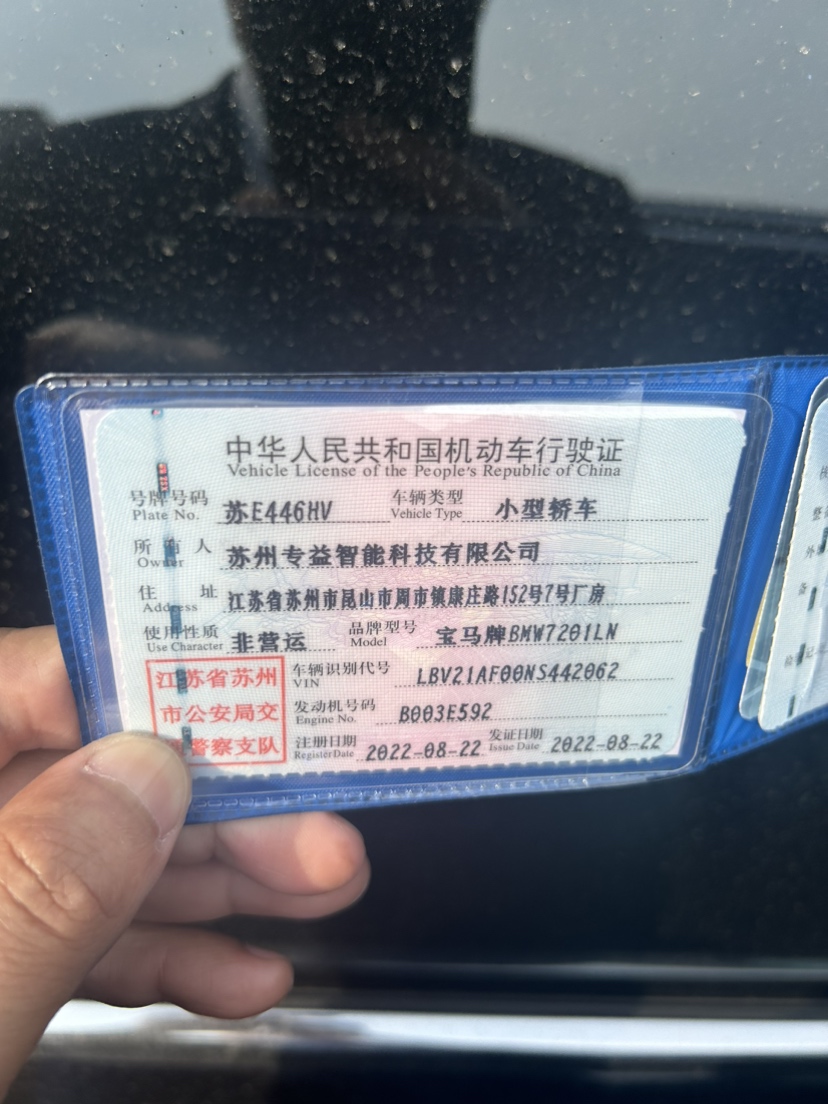 中华人民共和国机动车行驶证
Vehicle License of the People's Republic of China
号牌号码 苏E446HV 车辆类型 小型轿车
Plate No. Vehicle Type
所有人 苏州专益智能科技有限公司
Owner
住址 江苏省苏州市昆山市周市镇康庄路152号7号厂房
Address
使用性质 非营运 品牌型号 宝马牌BMW7201LN
Use Character Model
江苏省苏州
市公安局交
警察支队
车辆识别代号 LBV21AF00NS442062
VIN
发动机号码 B003E592
Engine No.
注册日期 2022-08-22 发证日期 2022-08-22
Register Date Issue Date